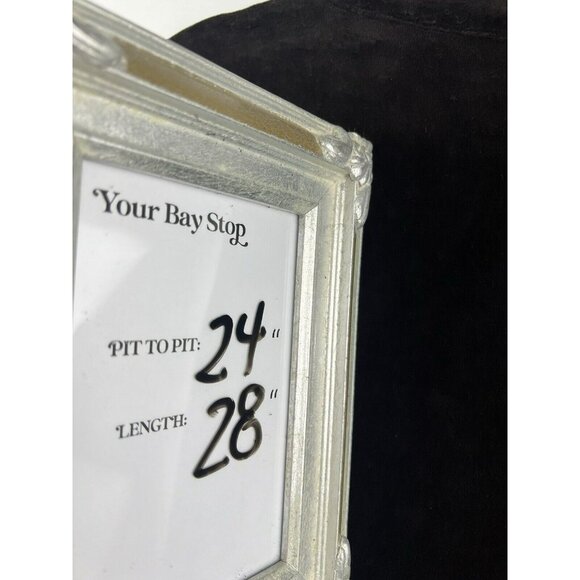 Your Bay Stop
PIT TO PIT: 24"
LENGTH: 28"